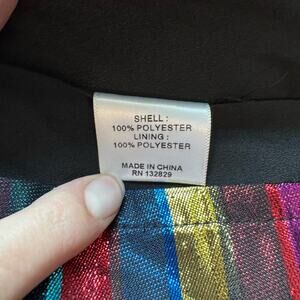 SHELL :
100% POLYESTER
LINING :
100% POLYESTER
MADE IN CHINA
RN 132829